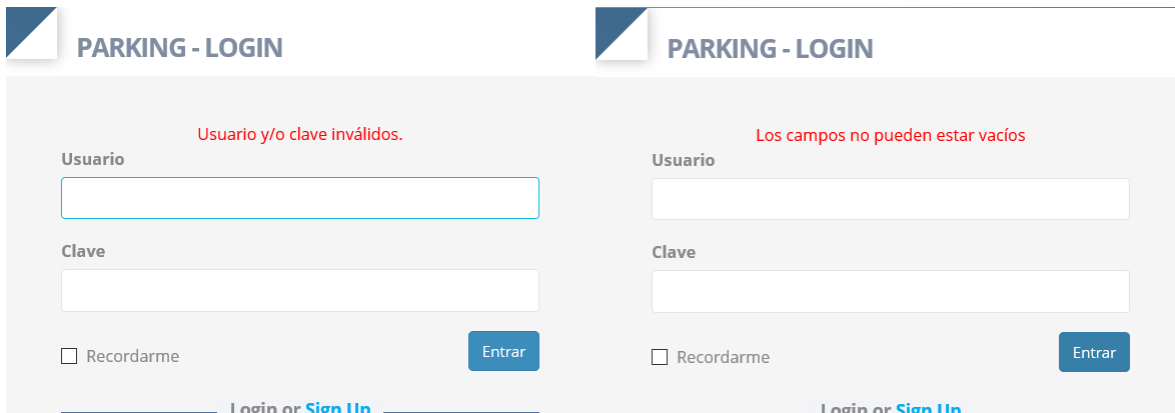 PARKING - LOGIN
Usuario y/o clave inválidos.
Usuario
Clave
Recordarme
Entrar
Login or Sign Up
PARKING - LOGIN
Los campos no pueden estar vacíos
Usuario
Clave
Recordarme
Entrar
Login or Sign Up